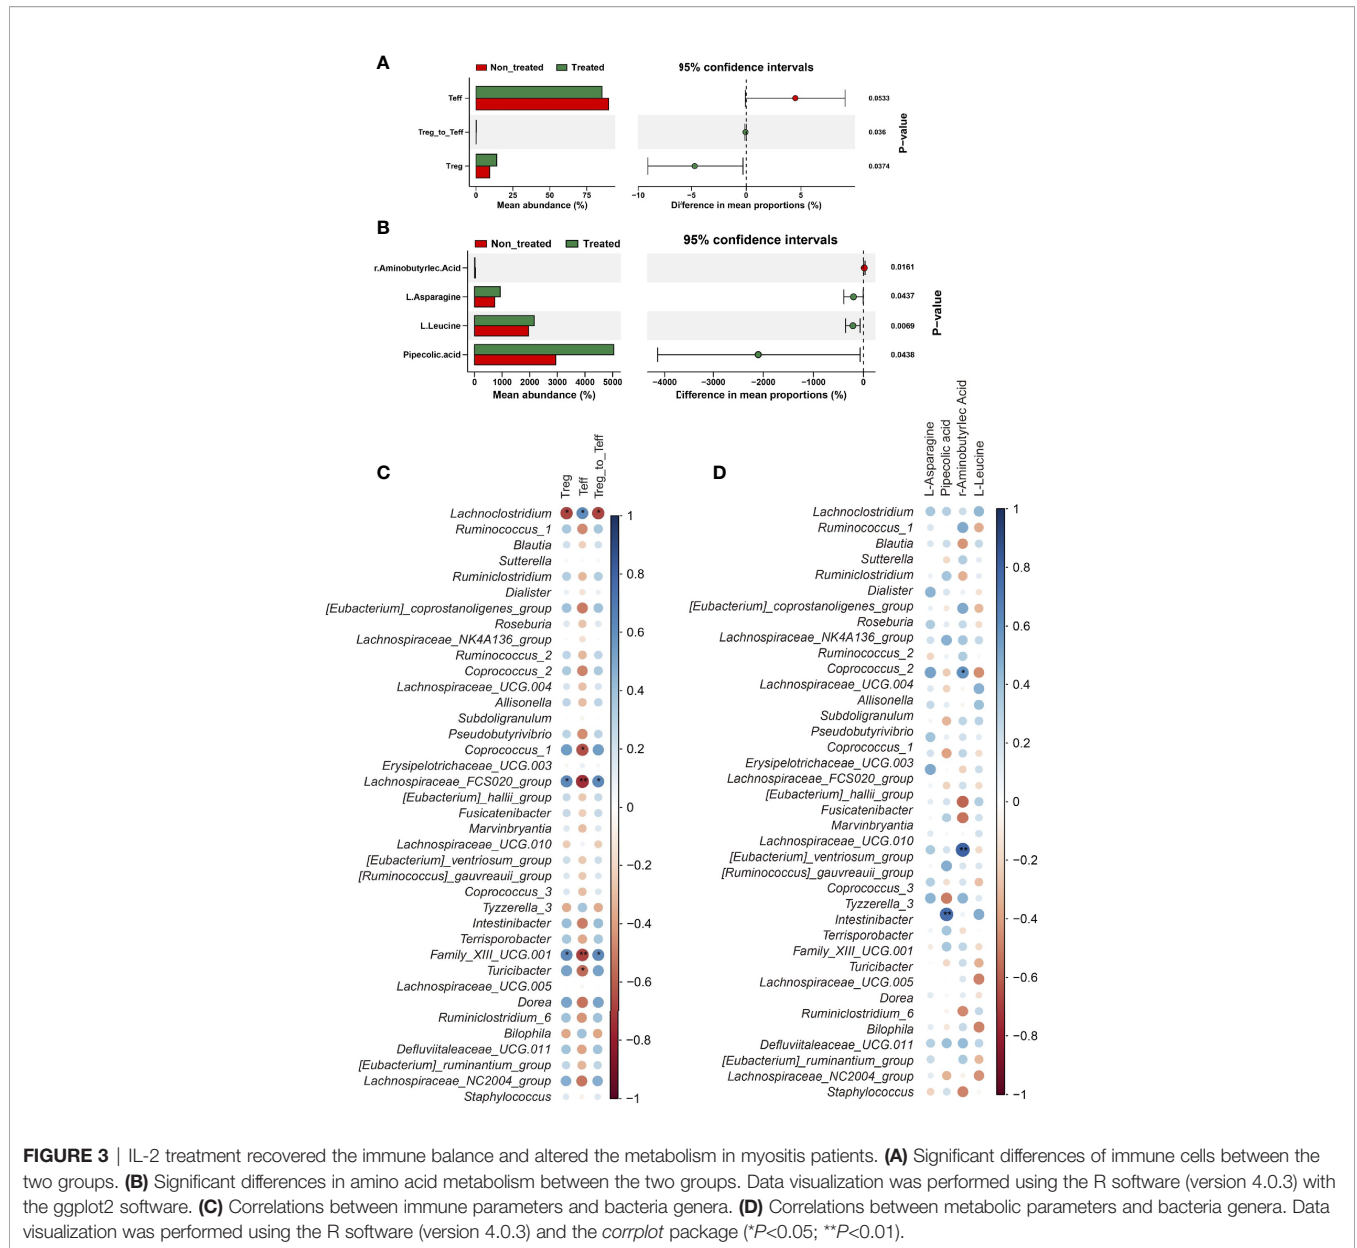 A
Non_treated
Treated
95% confidence intervals
Teff
0.0533
Treg_to_Teff
0.036
Treg
0.0374
P-value
0 25 50 75
−10 −5 0 5
Mean abundance (%)
Difference in mean proportions (%)
B
Non_treated
Treated
95% confidence intervals
r.Aminobutyrlec.Acid
0.0161
L.Asparagine
0.0437
L.Leucine
0.0069
Pipecolic.acid
0.0438
P-value
0 1000 2000 3000 4000 5000
−4000 −3000 −2000 −1000 0
Mean abundance (%)
Difference in mean proportions (%)
C
Treg
Teff
Treg_to_Teff
Lachnoclostridium * * *
Ruminococcus_1
Blautia
Sutterella
Ruminiclostridium
Dialister
[Eubacterium]_coprostanoligenes_group
Roseburia
Lachnospiraceae_NK4A136_group
Ruminococcus_2
Coprococcus_2
Lachnospiraceae_UCG.004
Allisonella
Subdoligranulum
Pseudobutyrivibrio
Coprococcus_1 *
Erysipelotrichaceae_UCG.003
Lachnospiraceae_FCS020_group * ** *
[Eubacterium]_hallii_group
Fusicatenibacter
Marvinbryantia
Lachnospiraceae_UCG.010
[Eubacterium]_ventriosum_group
[Ruminococcus]_gauvreauii_group
Coprococcus_3
Tyzzerella_3
Intestinibacter
Terrisporobacter
Family_XIII_UCG.001 * ** *
Turicibacter *
Lachnospiraceae_UCG.005
Dorea
Ruminiclostridium_6
Bilophila
Defluviitaleaceae_UCG.011
[Eubacterium]_ruminantium_group
Lachnospiraceae_NC2004_group
Staphylococcus
1
0.8
0.6
0.4
0.2
0
−0.2
−0.4
−0.6
−0.8
−1
D
L-Asparagine
Pipecolic acid
r-Aminobutyrlec Acid
L-Leucine
Lachnoclostridium
Ruminococcus_1
Blautia
Sutterella
Ruminiclostridium
Dialister
[Eubacterium]_coprostanoligenes_group
Roseburia
Lachnospiraceae_NK4A136_group
Ruminococcus_2
Coprococcus_2 *
Lachnospiraceae_UCG.004
Allisonella
Subdoligranulum
Pseudobutyrivibrio
Coprococcus_1
Erysipelotrichaceae_UCG.003
Lachnospiraceae_FCS020_group
[Eubacterium]_hallii_group
Fusicatenibacter
Marvinbryantia
Lachnospiraceae_UCG.010
**
[Eubacterium]_ventriosum_group
[Ruminococcus]_gauvreauii_group
Coprococcus_3
Tyzzerella_3
**
Intestinibacter
Terrisporobacter
Family_XIII_UCG.001
Turicibacter
Lachnospiraceae_UCG.005
Dorea
Ruminiclostridium_6
Bilophila
Defluviitaleaceae_UCG.011
[Eubacterium]_ruminantium_group
Lachnospiraceae_NC2004_group
Staphylococcus
1
0.8
0.6
0.4
0.2
0
−0.2
−0.4
−0.6
−0.8
−1
FIGURE 3 | IL-2 treatment recovered the immune balance and altered the metabolism in myositis patients. (A) Significant differences of immune cells between the
two groups. (B) Significant differences in amino acid metabolism between the two groups. Data visualization was performed using the R software (version 4.0.3) with
the ggplot2 software. (C) Correlations between immune parameters and bacteria genera. (D) Correlations between metabolic parameters and bacteria genera. Data
visualization was performed using the R software (version 4.0.3) and the corrplot package (*P<0.05; **P<0.01).